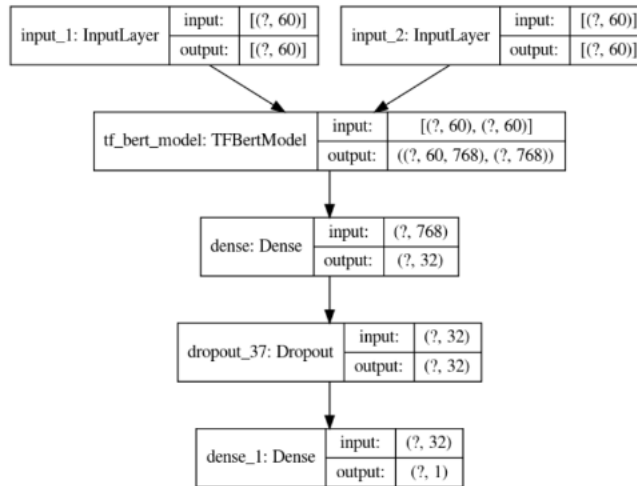 input_1: InputLayer
input: [(?, 60)]
output: [(?, 60)]
input_2: InputLayer
input: [(?, 60)]
output: [(?, 60)]
tf_bert_model: TFBertModel
input: [(?, 60), (?, 60)]
output: ((?, 60, 768), (?, 768))
dense: Dense
input: (?, 768)
output: (?, 32)
dropout_37: Dropout
input: (?, 32)
output: (?, 32)
dense_1: Dense
input: (?, 32)
output: (?, 1)